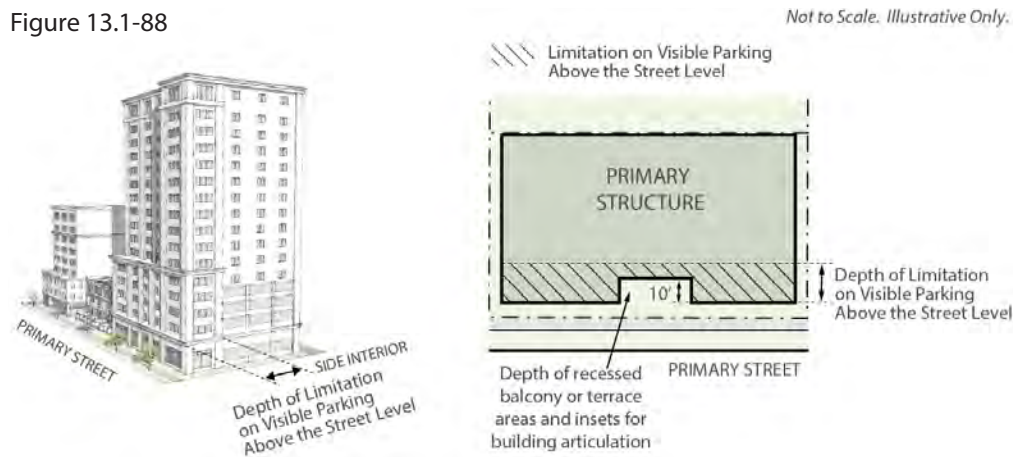 Figure 13.1-88
Not to Scale. Illustrative Only.
Limitation on Visible Parking
Above the Street Level
PRIMARY STREET
SIDE INTERIOR
Depth of Limitation
on Visible Parking
Above the Street Level
PRIMARY
STRUCTURE
10'
Depth of Limitation
on Visible Parking
Above the Street Level
PRIMARY STREET
Depth of recessed
balcony or terrace
areas and insets for
building articulation